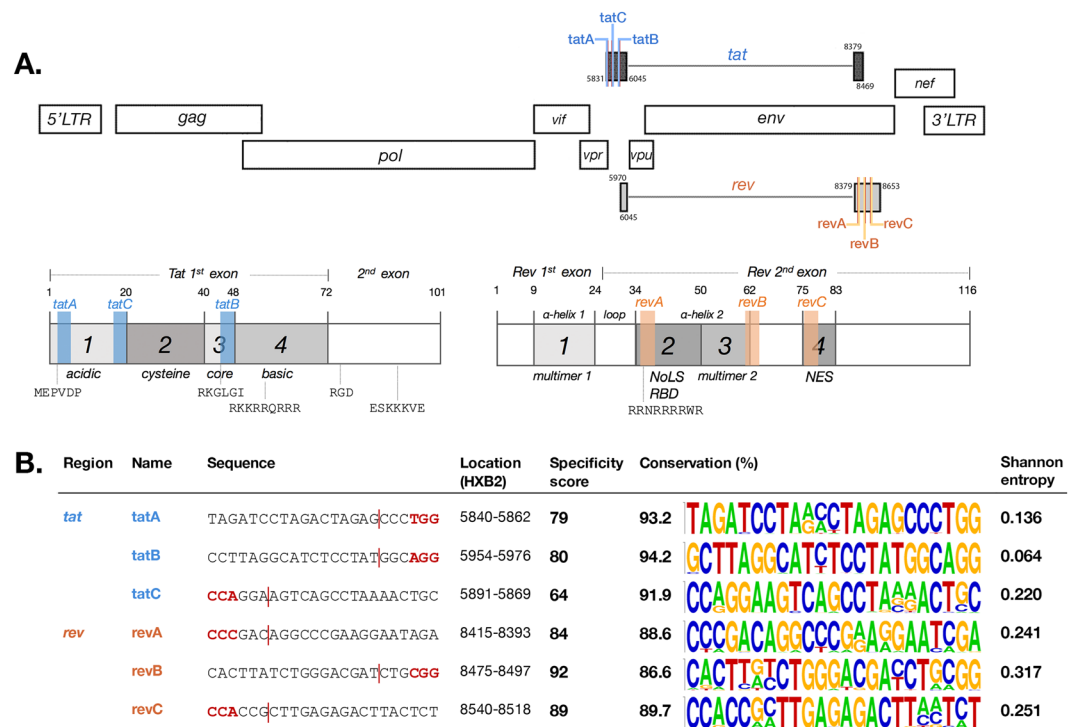 A.
tatC
tatA tatB
tat
5831 6045
8379
8469
nef
5'LTR gag vif env 3'LTR
pol vpr vpu
5970
6045
rev
8379 8653
revA revC
revB
Tat 1st exon 2nd exon
1 20 40 48 72 101
tatA tatC tatB
1 2 3 4
acidic cysteine core basic
MEPVDP RKGLGI RGD
RKKRRQRRR ESKKKVE
Rev 1st exon Rev 2nd exon
1 9 24 34 50 62 75 83 116
revA revB revC
α-helix 1 loop α-helix 2
1 2 3 4
multimer 1 NoLS multimer 2 NES
RBD
RRNRRRRWR
B.
Region Name Sequence Location (HXB2) Specificity score Conservation (%) Shannon entropy
tat tatA TAGATCCTAGACTAGAGCCCTGG 5840-5862 79 93.2 TAGATCCTAACCTAGAGCCCTGG 0.136
tatB CCTTAGGCATCTCCTATGGCAGG 5954-5976 80 94.2 GCTTAGGCATCTCCTATGGCAGG 0.064
tatC CCAGGAAGTCAGCCTAAAACTGC 5891-5869 64 91.9 CCAGGAAGTCAGCCTAAAACTGC 0.220
rev revA CCCGACAGGCCCGAAGGAATAGA 8415-8393 84 88.6 CCCGACAGGCCCGAAGAATCGA 0.241
revB CACTTATCTGGGACGATCTGCGG 8475-8497 92 86.6 CACTTGTCTGGGACGACCTGCGG 0.317
revC CCACCGCTTGAGAGACTTACTCT 8540-8518 89 89.7 CCACCGCTTGAGAGACTTAATCT 0.251